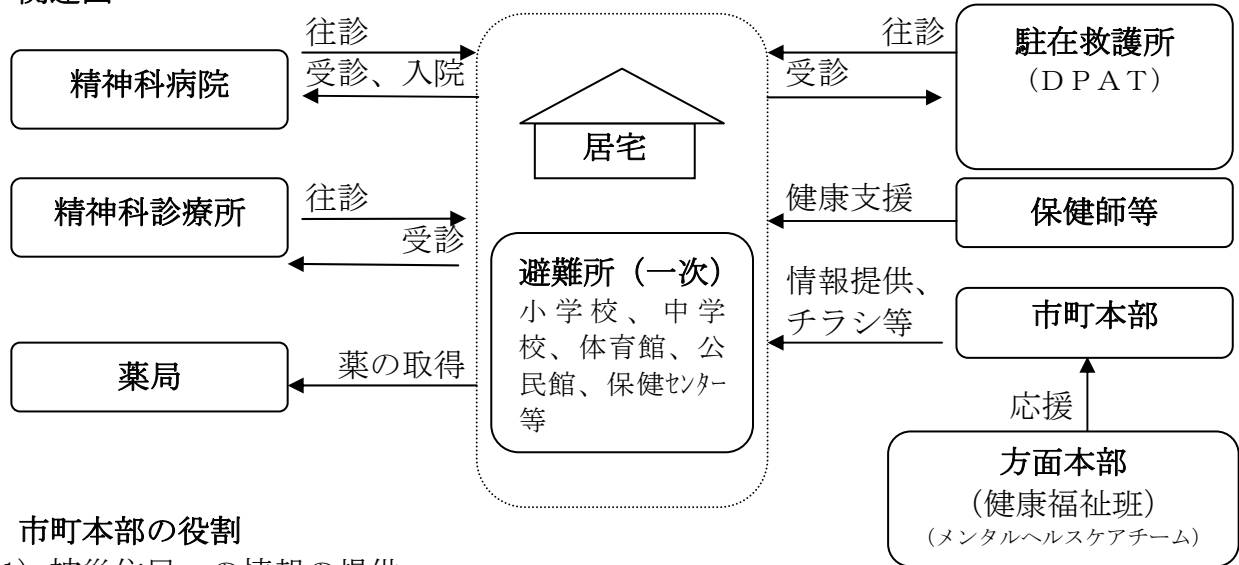 往診
受診、入院
精神科病院
往診
受診
精神科診療所
薬の取得
薬局
居宅
避難所（一次）
小学校、中学
校、体育館、公
民館、保健ｾﾝﾀｰ
等
往診
受診
駐在救護所
（ＤＰＡＴ）
健康支援
保健師等
情報提供、
チラシ等
市町本部
応援
方面本部
（健康福祉班）
（メンタルヘルスケアチーム）
市町本部の役割